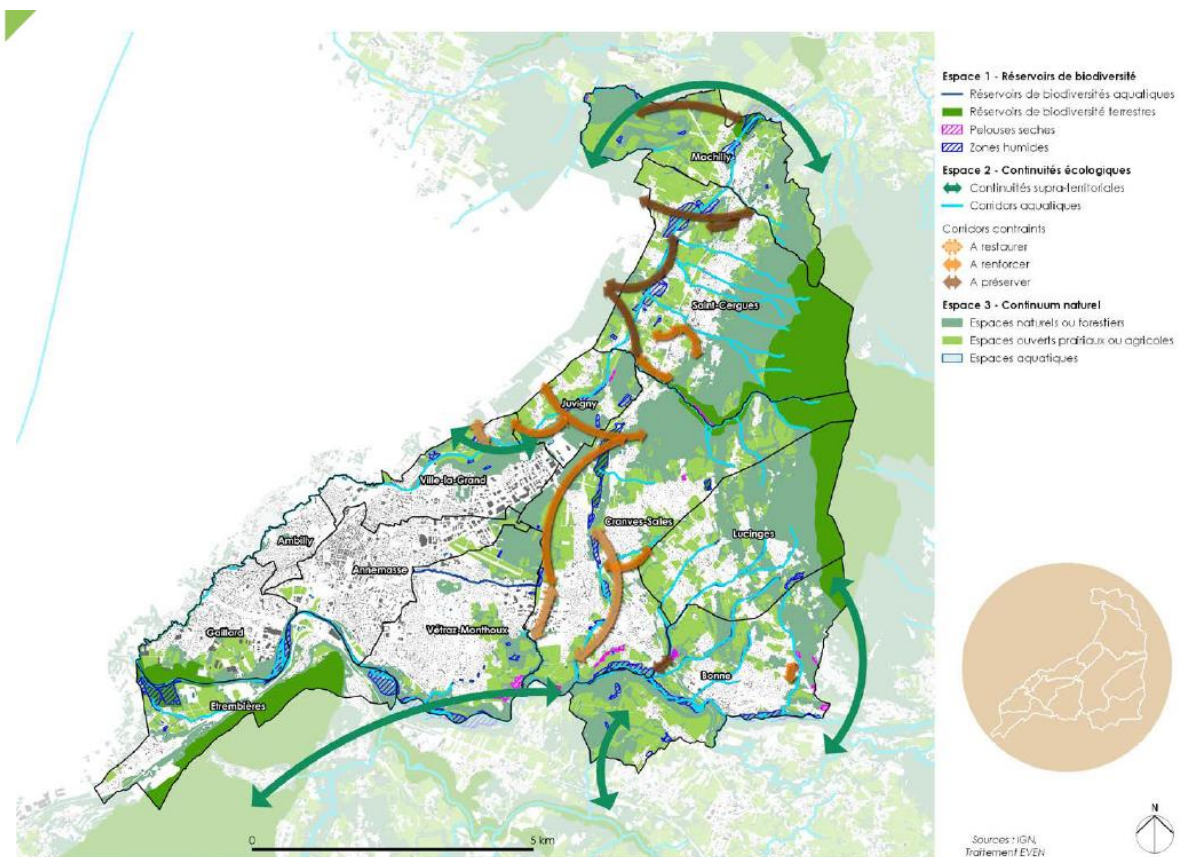 Espace 1 - Réservoirs de biodiversité
Réservoirs de biodiversités aquatiques
Réservoirs de biodiversité terrestres
Pelouses seches
Zones humides
Espace 2 - Continuités écologiques
Continuités supra-territoriales
Corridors aquatiques
Corridors contraints
A restaurer
A renforcer
A préserver
Espace 3 - Continuum naturel
Espaces naturels ou forestiers
Espaces ouverts prairiaux ou agricoles
Espaces aquatiques
Machilly
Saint-Cergues
Juvigny
Ville-la-Grand
Cranves-Sales
Lucinges
Ambilly
Annemasse
Gaillard
Vétraz-Monthoux
Bonne
Etrembières
0 5 km
N
Sources : IGN,
Traitement EVEN